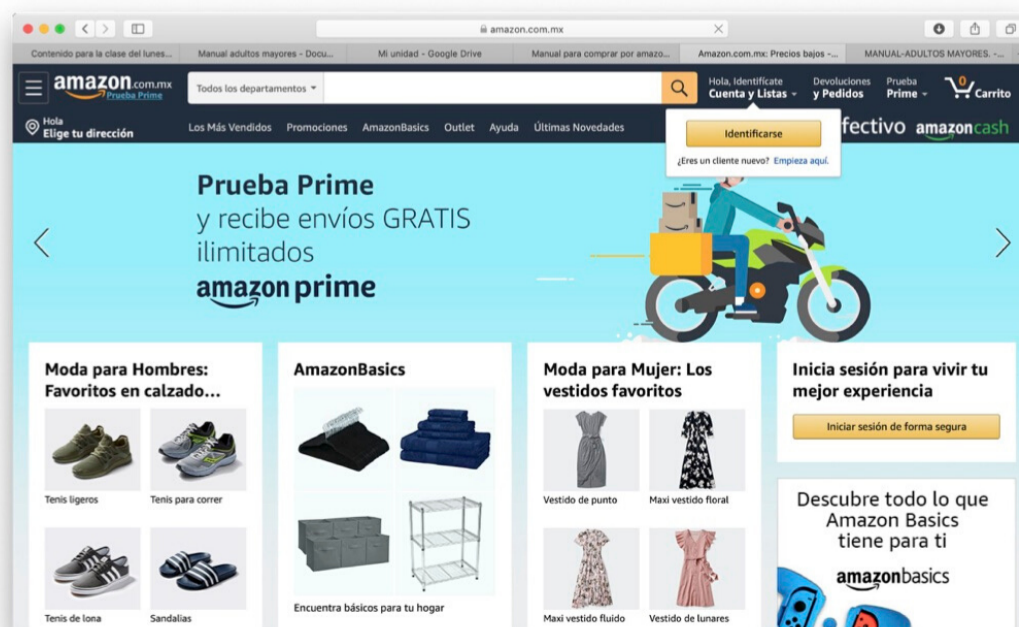 amazon.com.mx
Contenido para la clase del lunes...
Manual adultos mayores - Docu...
Mi unidad - Google Drive
Manual para comprar por amazo...
Amazon.com.mx: Precios bajos -...
MANUAL-ADULTOS MAYORES. -...
amazon.com.mx
Prueba Prime
Todos los departamentos
Hola, Identifícate
Cuenta y Listas
Devoluciones
y Pedidos
Prueba
Prime
0
Carrito
Hola
Elige tu dirección
Los Más Vendidos
Promociones
AmazonBasics
Outlet
Ayuda
Últimas Novedades
fectivo
amazoncash
Identificarse
¿Eres un cliente nuevo? Empieza aquí.
Prueba Prime
y recibe envíos GRATIS
ilimitados
amazon prime
Moda para Hombres:
Favoritos en calzado...
Tenis ligeros
Tenis para correr
Tenis de lona
Sandalias
AmazonBasics
Encuentra básicos para tu hogar
Moda para Mujer: Los
vestidos favoritos
Vestido de punto
Maxi vestido floral
Maxi vestido fluido
Vestido de lunares
Inicia sesión para vivir tu
mejor experiencia
Iniciar sesión de forma segura
Descubre todo lo que
Amazon Basics
tiene para ti
amazonbasics